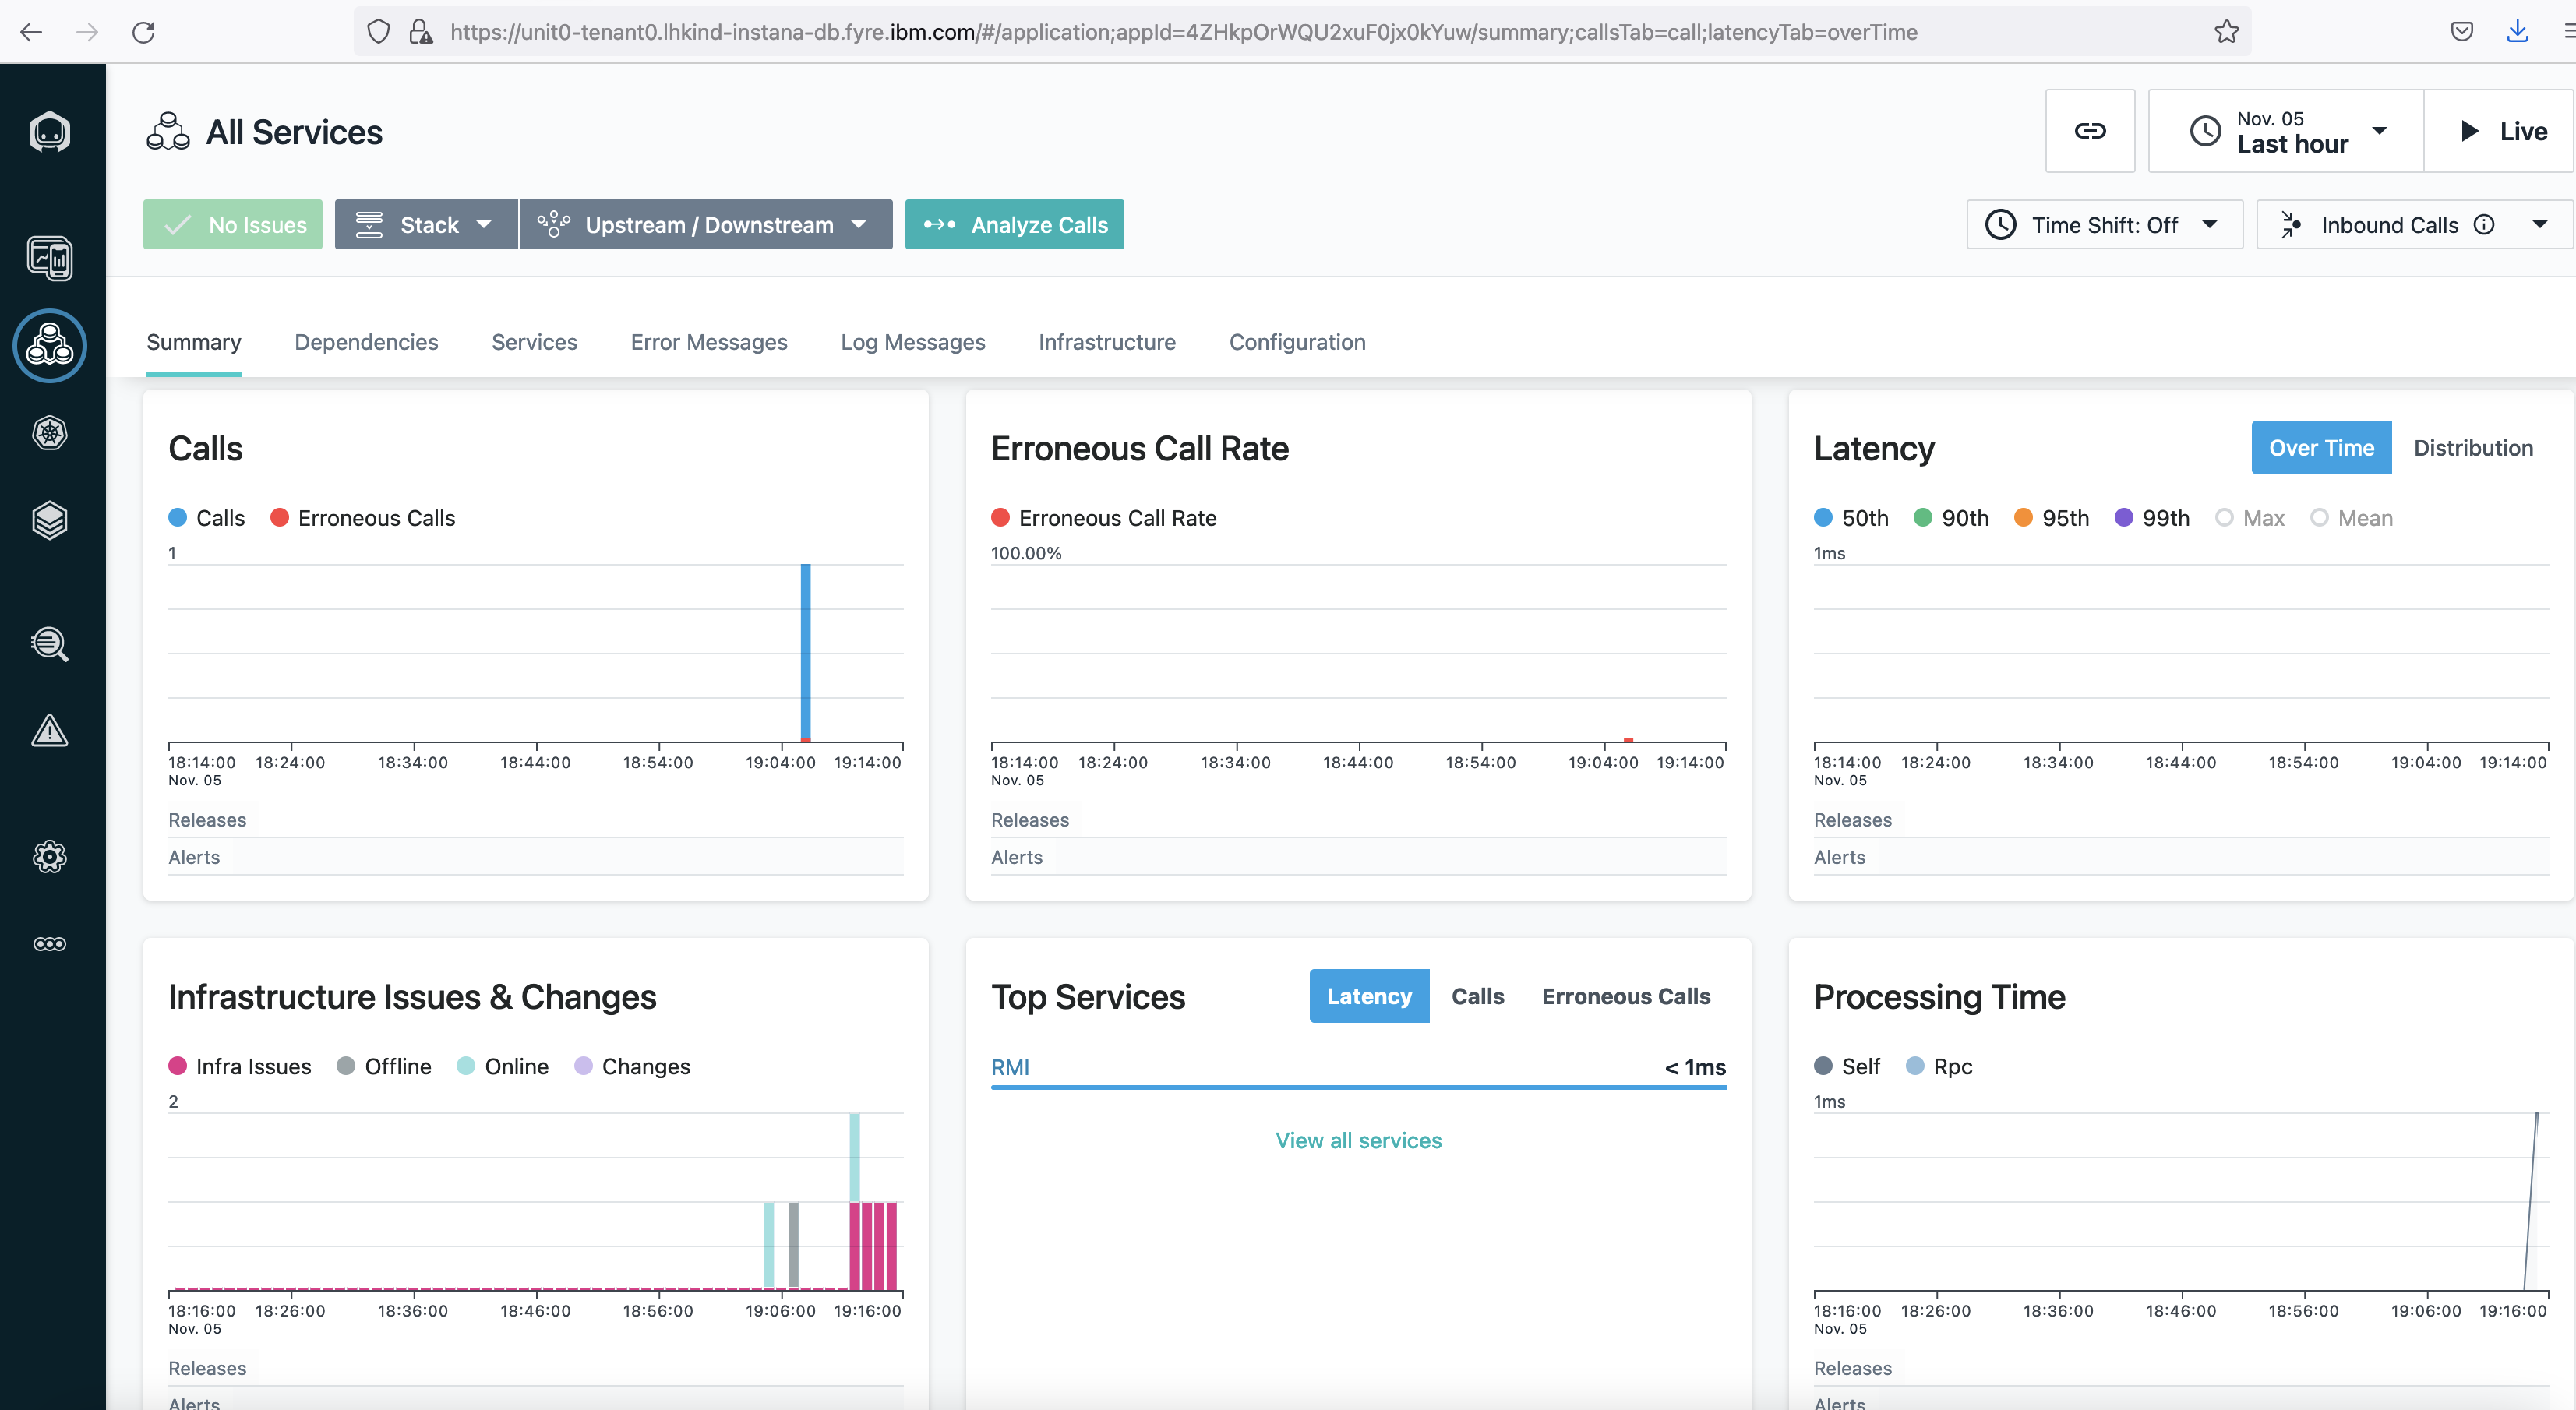 https://unit0-tenant0.lhkind-instana-db.fyre.ibm.com/#/application;appId=4ZHkpOrWQU2xuF0jx0kYuw/summary;callsTab=call;latencyTab=overTime
All Services
Nov. 05
Last hour
Live
No Issues
Stack
Upstream / Downstream
Analyze Calls
Time Shift: Off
Inbound Calls
Summary
Dependencies
Services
Error Messages
Log Messages
Infrastructure
Configuration
Calls
Calls
Erroneous Calls
1
18:14:00 18:24:00 18:34:00 18:44:00 18:54:00 19:04:00 19:14:00
Nov. 05
Releases
Alerts
Erroneous Call Rate
Erroneous Call Rate
100.00%
18:14:00 18:24:00 18:34:00 18:44:00 18:54:00 19:04:00 19:14:00
Nov. 05
Releases
Alerts
Latency
Over Time
Distribution
50th 90th 95th 99th Max Mean
1ms
18:14:00 18:24:00 18:34:00 18:44:00 18:54:00 19:04:00 19:14:00
Nov. 05
Releases
Alerts
Infrastructure Issues & Changes
Infra Issues Offline Online Changes
2
18:16:00 18:26:00 18:36:00 18:46:00 18:56:00 19:06:00 19:16:00
Nov. 05
Releases
Alerts
Top Services
Latency
Calls
Erroneous Calls
RMI < 1ms
View all services
Processing Time
Self Rpc
1ms
18:16:00 18:26:00 18:36:00 18:46:00 18:56:00 19:06:00 19:16:00
Nov. 05
Releases
Alerts